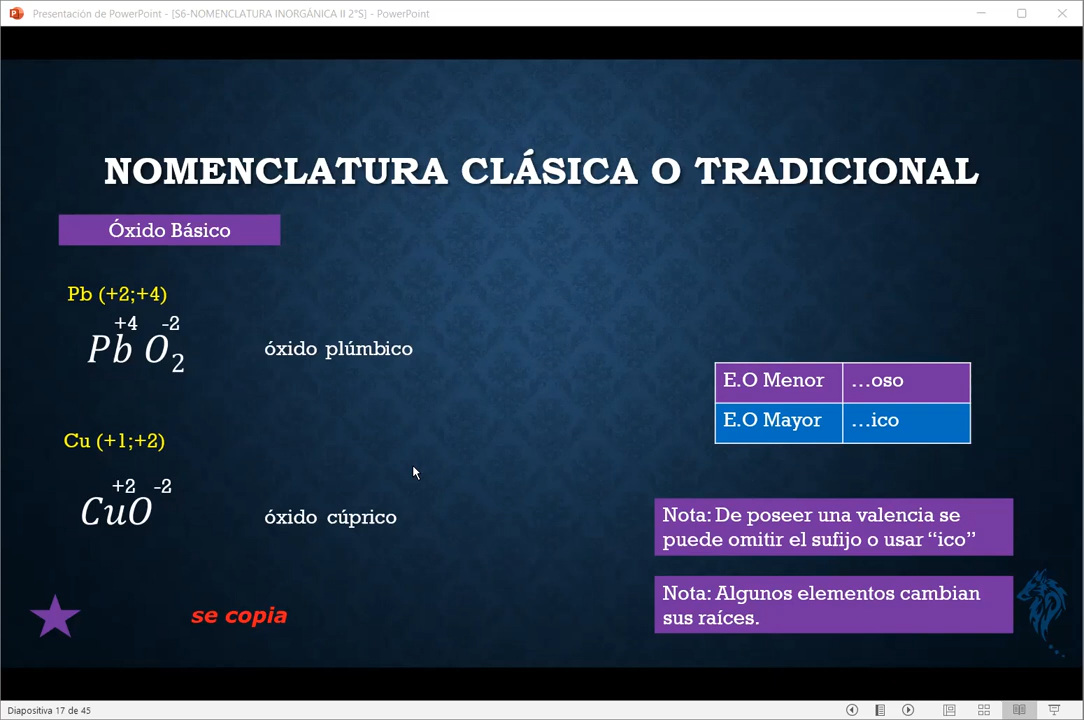 Presentación de PowerPoint - [S6-NOMENCLATURA INORGÁNICA II 2°S] - PowerPoint
NOMENCLATURA CLÁSICA O TRADICIONAL
Óxido Básico
Pb (+2;+4)
+4 -2
Pb O2
óxido plúmbico
E.O Menor …oso
E.O Mayor …ico
Cu (+1;+2)
+2 -2
CuO
óxido cúprico
Nota: De poseer una valencia se
puede omitir el sufijo o usar “ico”
Nota: Algunos elementos cambian
sus raíces.
se copia
Diapositiva 17 de 45